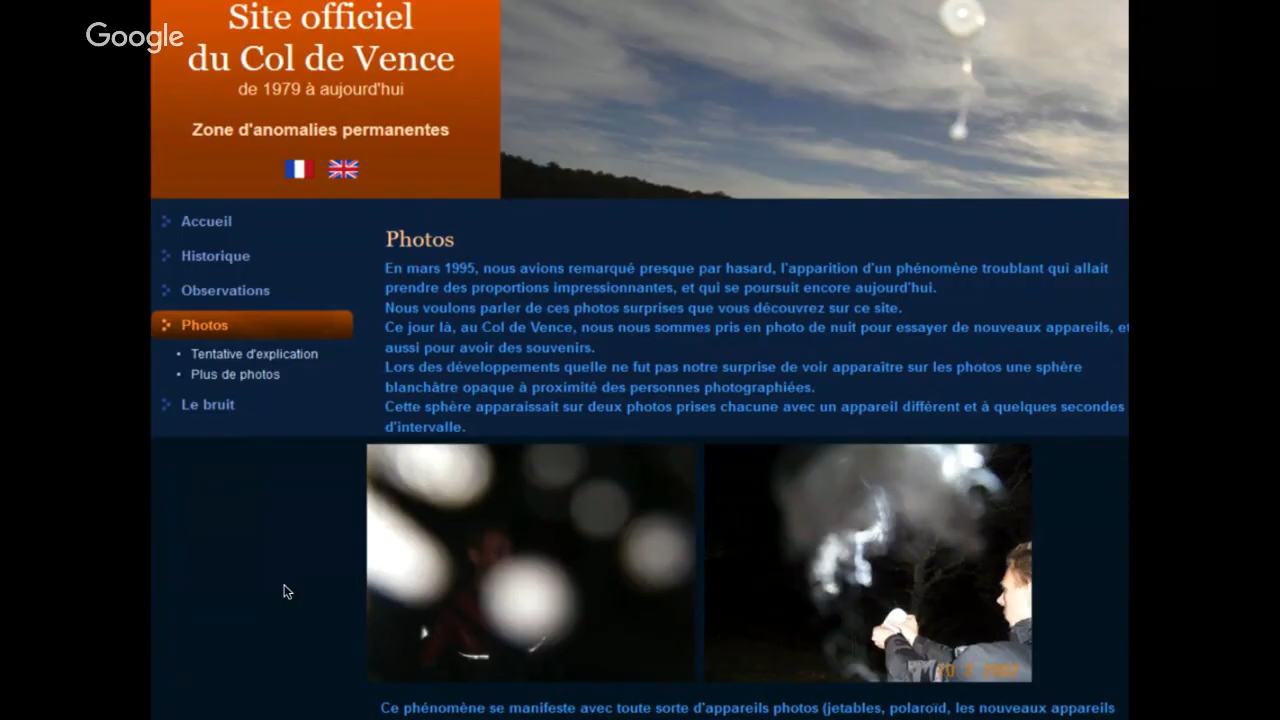 Google
Site officiel
du Col de Vence
de 1979 à aujourd'hui
Zone d'anomalies permanentes
Accueil
Historique
Observations
Photos
Tentative d'explication
Plus de photos
Le bruit
Photos
En mars 1995, nous avions remarqué presque par hasard, l'apparition d'un phénomène troublant qui allait
prendre des proportions impressionnantes, et qui se poursuit encore aujourd'hui.
Nous voulons parler de ces photos surprises que vous découvrez sur ce site.
Ce jour là, au Col de Vence, nous nous sommes pris en photo de nuit pour essayer de nouveaux appareils, et
aussi pour avoir des souvenirs.
Lors des développements quelle ne fut pas notre surprise de voir apparaître sur les photos une sphère
blanchâtre opaque à proximité des personnes photographiées.
Cette sphère apparaissait sur deux photos prises chacune avec un appareil différent et à quelques secondes
d'intervalle.
Ce phénomène se manifeste avec toute sorte d'appareils photos (jetables, polaroïd, les nouveaux appareils